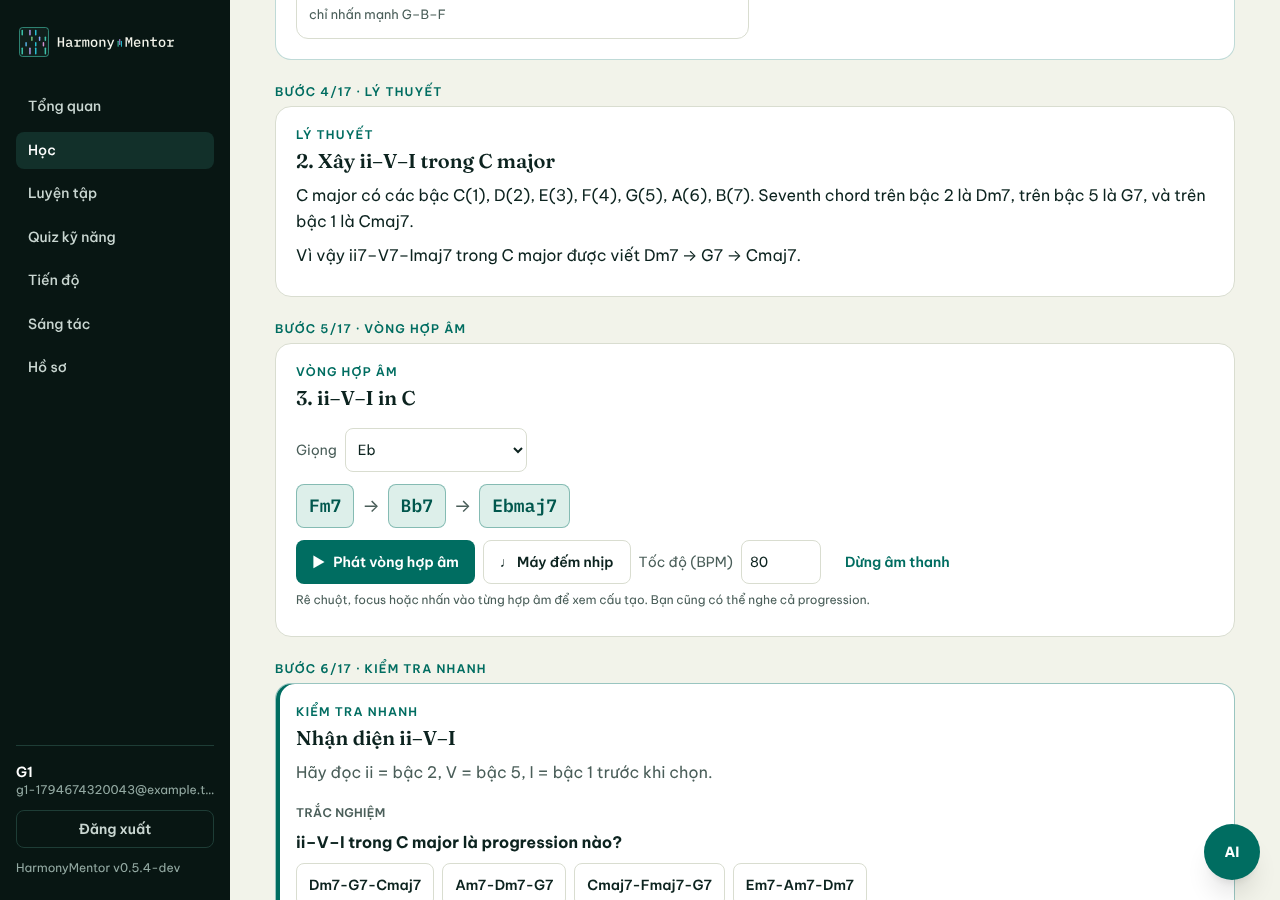 Harmony Mentor
Tổng quan
Học
Luyện tập
Quiz kỹ năng
Tiến độ
Sáng tác
Hồ sơ
G1
g1-1794674320043@example.t...
Đăng xuất
HarmonyMentor v0.5.4-dev
chỉ nhấn mạnh G–B–F
BƯỚC 4/17 · LÝ THUYẾT
LÝ THUYẾT
2. Xây ii–V–I trong C major
C major có các bậc C(1), D(2), E(3), F(4), G(5), A(6), B(7). Seventh chord trên bậc 2 là Dm7, trên bậc 5 là G7, và trên
bậc 1 là Cmaj7.
Vì vậy ii7–V7–Imaj7 trong C major được viết Dm7 → G7 → Cmaj7.
BƯỚC 5/17 · VÒNG HỢP ÂM
VÒNG HỢP ÂM
3. ii–V–I in C
Giọng Eb
Fm7 → Bb7 → Ebmaj7
▶ Phát vòng hợp âm ♩ Máy đếm nhịp Tốc độ (BPM) 80 Dừng âm thanh
Rê chuột, focus hoặc nhấn vào từng hợp âm để xem cấu tạo. Bạn cũng có thể nghe cả progression.
BƯỚC 6/17 · KIỂM TRA NHANH
KIỂM TRA NHANH
Nhận diện ii–V–I
Hãy đọc ii = bậc 2, V = bậc 5, I = bậc 1 trước khi chọn.
TRẮC NGHIỆM
ii–V–I trong C major là progression nào?
Dm7-G7-Cmaj7 Am7-Dm7-G7 Cmaj7-Fmaj7-G7 Em7-Am7-Dm7
AI